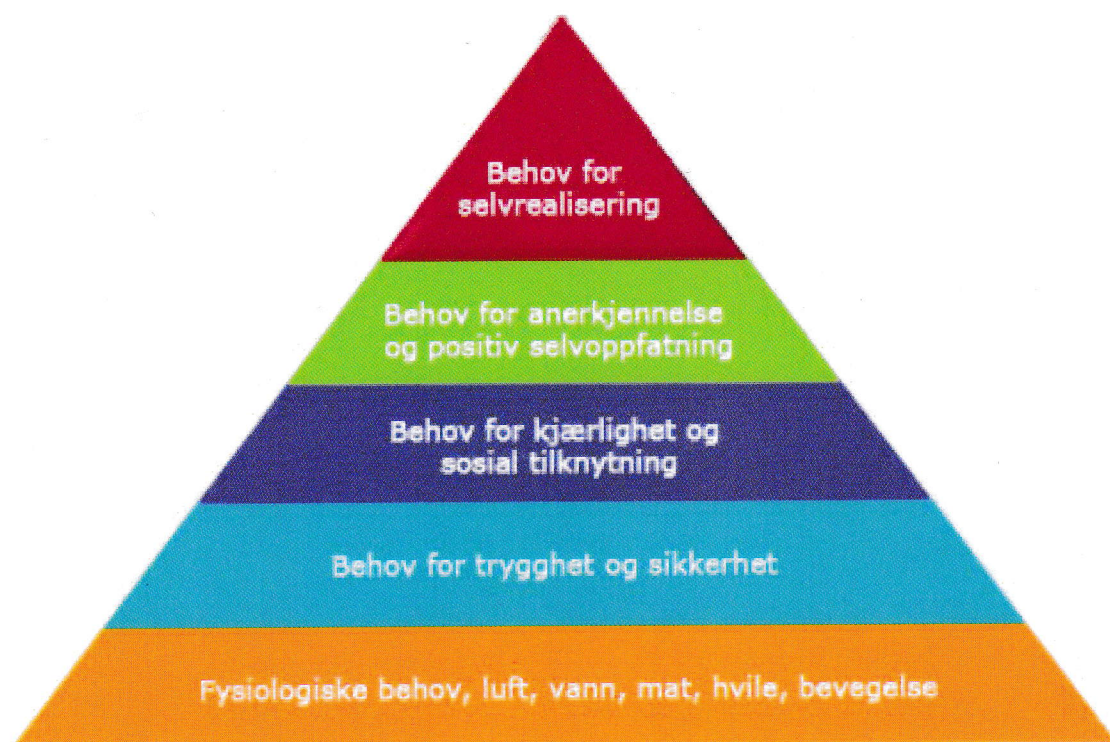 Behov for
selvrealisering
Behov for anerkjennelse
og positiv selvoppfatning
Behov for kjærlighet og
sosial tilknytning
Behov for trygghet og sikkerhet
Fysiologiske behov, luft, vann, mat, hvile, bevegelse